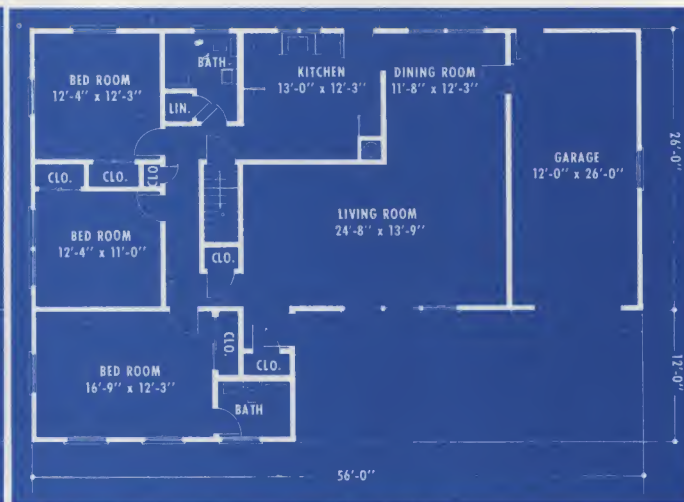 BED ROOM
12'-4" x 12'-3"
BATH
LIN.
KITCHEN
13'-0" x 12'-3"
DINING ROOM
11'-8" x 12'-3"
GARAGE
12'-0" x 26'-0"
26'-0"
CLO.
CLO.
CLO
BED ROOM
12'-4" x 11'-0"
LIVING ROOM
24'-8" x 13'-9"
CLO.
BED ROOM
16'-9" x 12'-3"
CLO.
CLO.
BATH
12'-0"
56'-0"